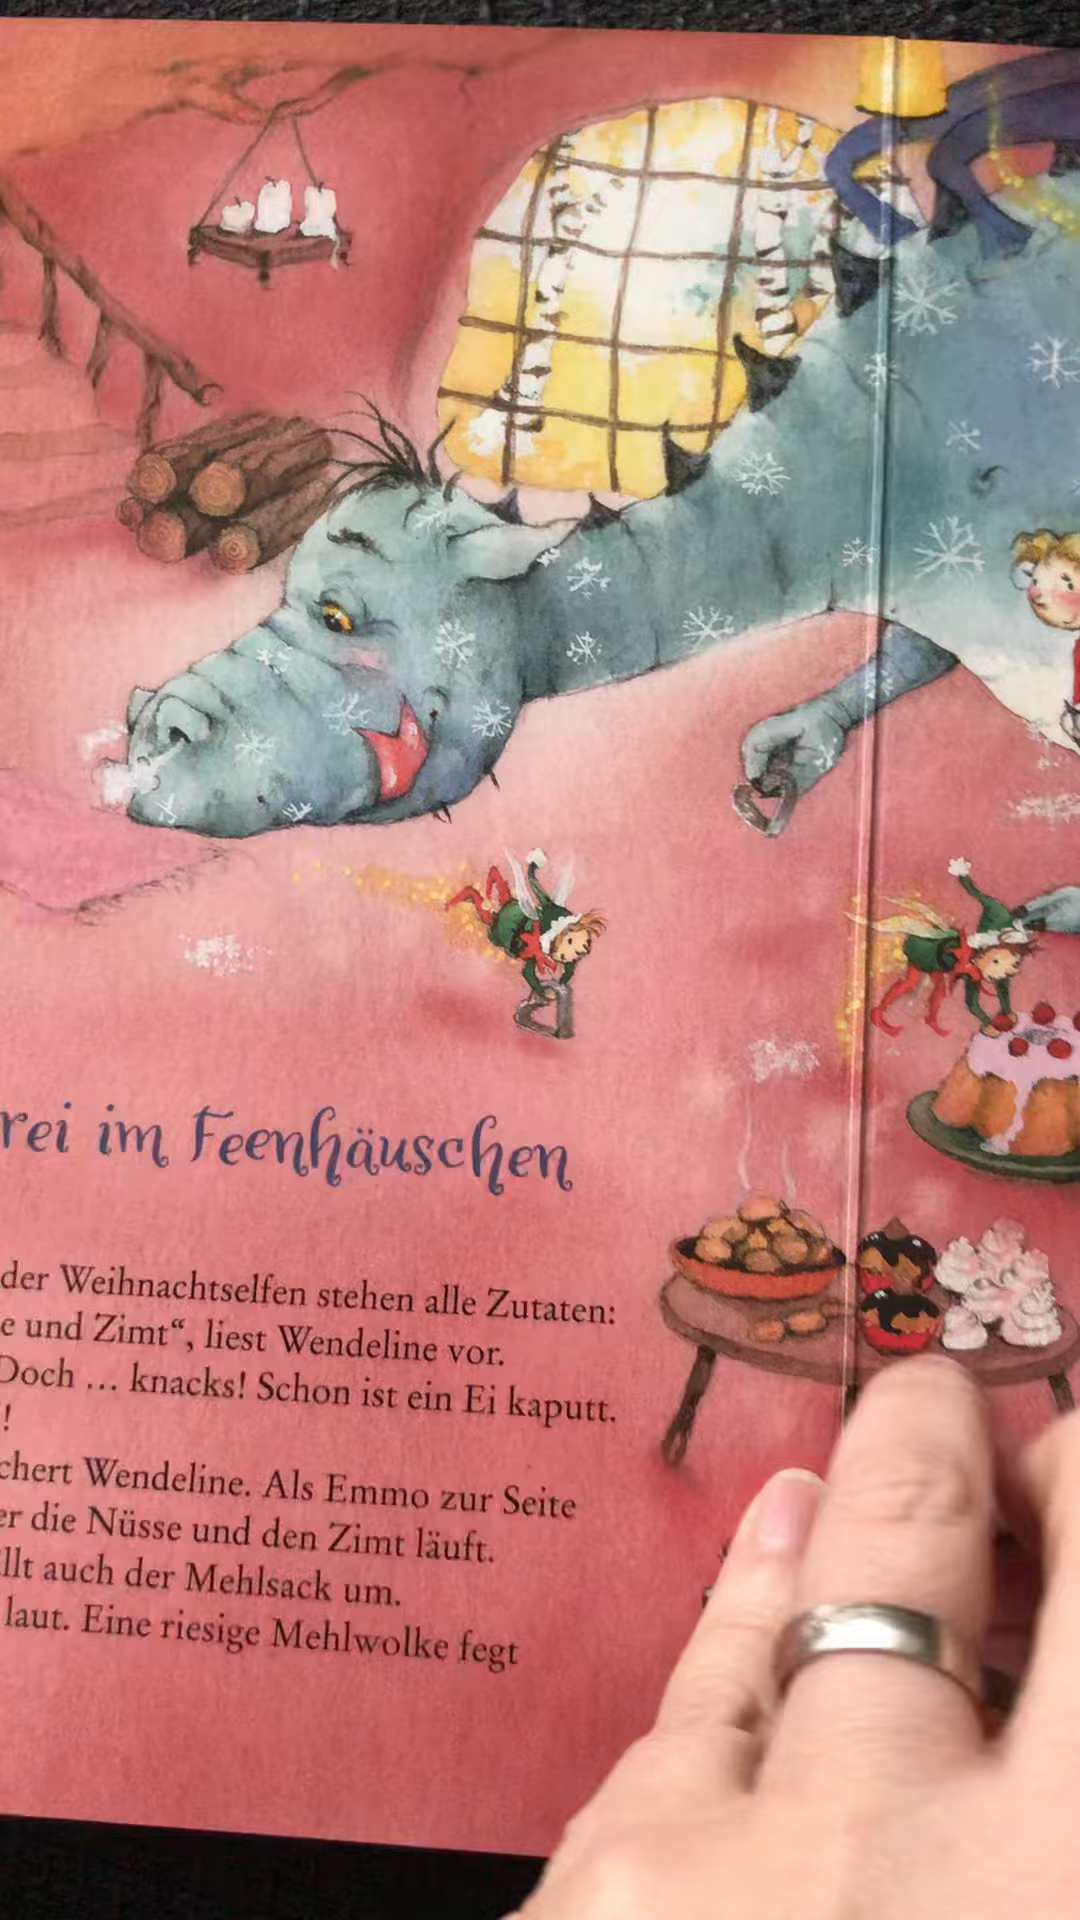 rei im Feenhäuschen
der Weihnachtselfen stehen alle Zutaten:
e und Zimt“, liest Wendeline vor.
Doch ... knacks! Schon ist ein Ei kaputt.
!
chert Wendeline. Als Emmo zur Seite
er die Nüsse und den Zimt läuft.
llt auch der Mehlsack um.
laut. Eine riesige Mehlwolke fegt